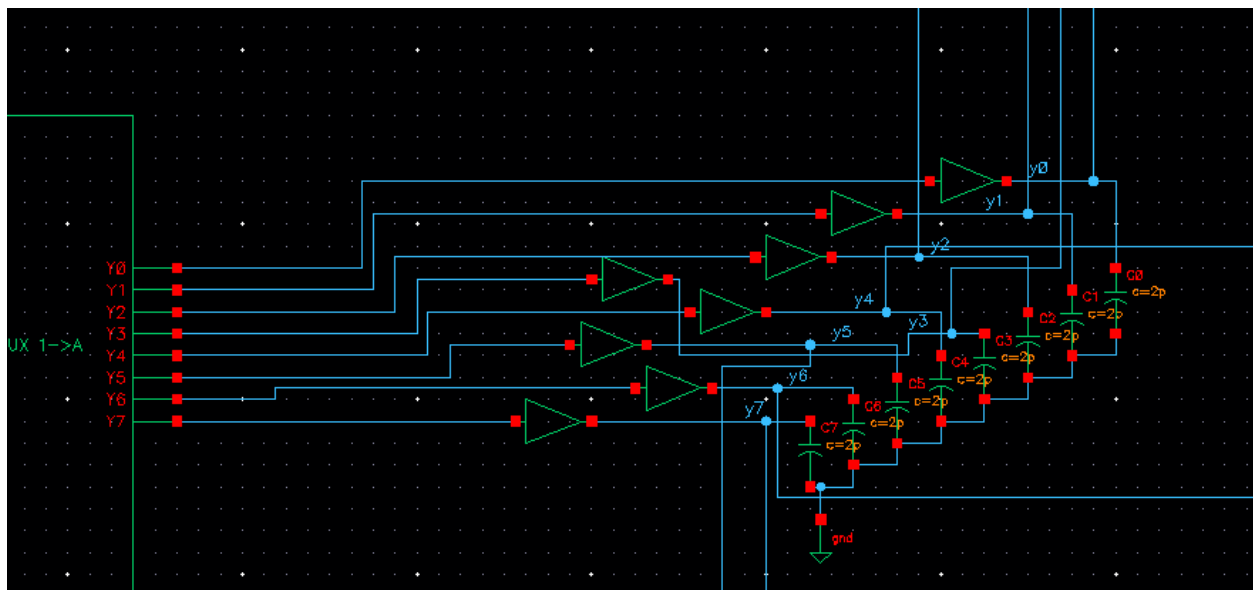 y0
y1
y2
Y0
C0
c=2p
Y1
C1
c=2p
y4
Y2
C2
c=2p
y3
Y3
y5
C3
c=2p
UX 1->A
Y4
C4
c=2p
Y5
y6
C5
c=2p
Y6
C6
c=2p
y7
Y7
C7
c=2p
gnd